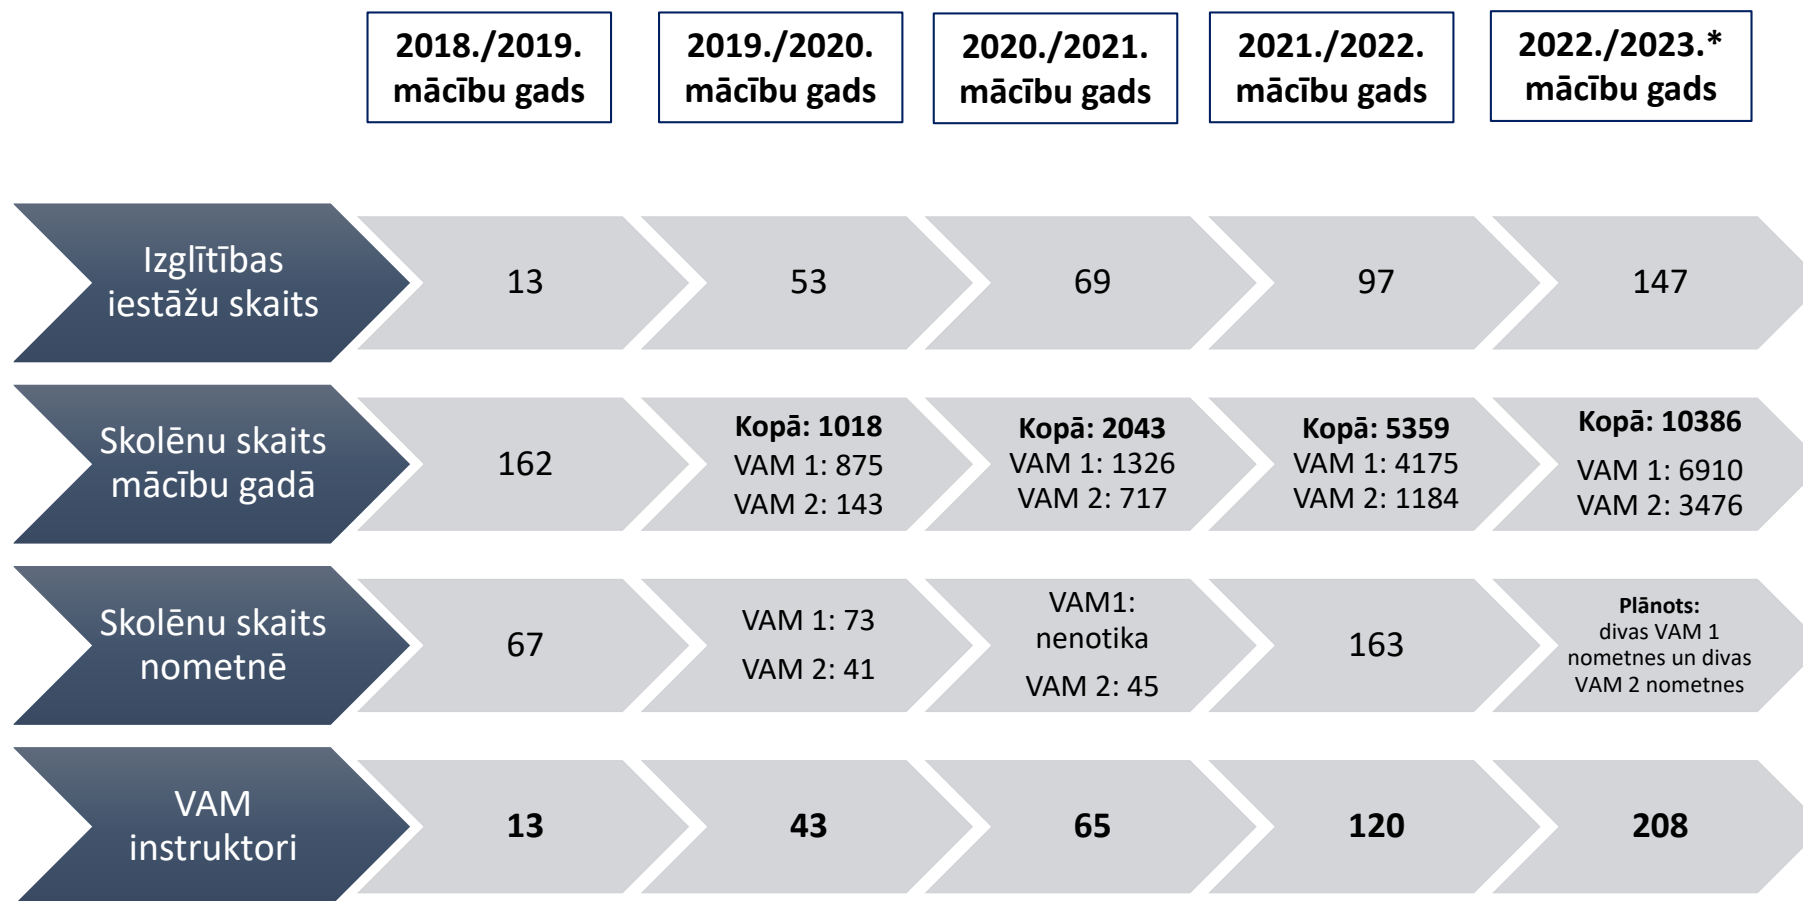 2018./2019.
mācību gads
2019./2020.
mācību gads
2020./2021.
mācību gads
2021./2022.
mācību gads
2022./2023.*
mācību gads
Izglītības
iestāžu skaits
13
53
69
97
147
Skolēnu skaits
mācību gadā
162
Kopā: 1018
VAM 1: 875
VAM 2: 143
Kopā: 2043
VAM 1: 1326
VAM 2: 717
Kopā: 5359
VAM 1: 4175
VAM 2: 1184
Kopā: 10386
VAM 1: 6910
VAM 2: 3476
Skolēnu skaits
nometnē
67
VAM 1: 73
VAM 2: 41
VAM1:
nenotika
VAM 2: 45
163
Plānots:
divas VAM 1
nometnes un divas
VAM 2 nometnes
VAM
instruktori
13
43
65
120
208